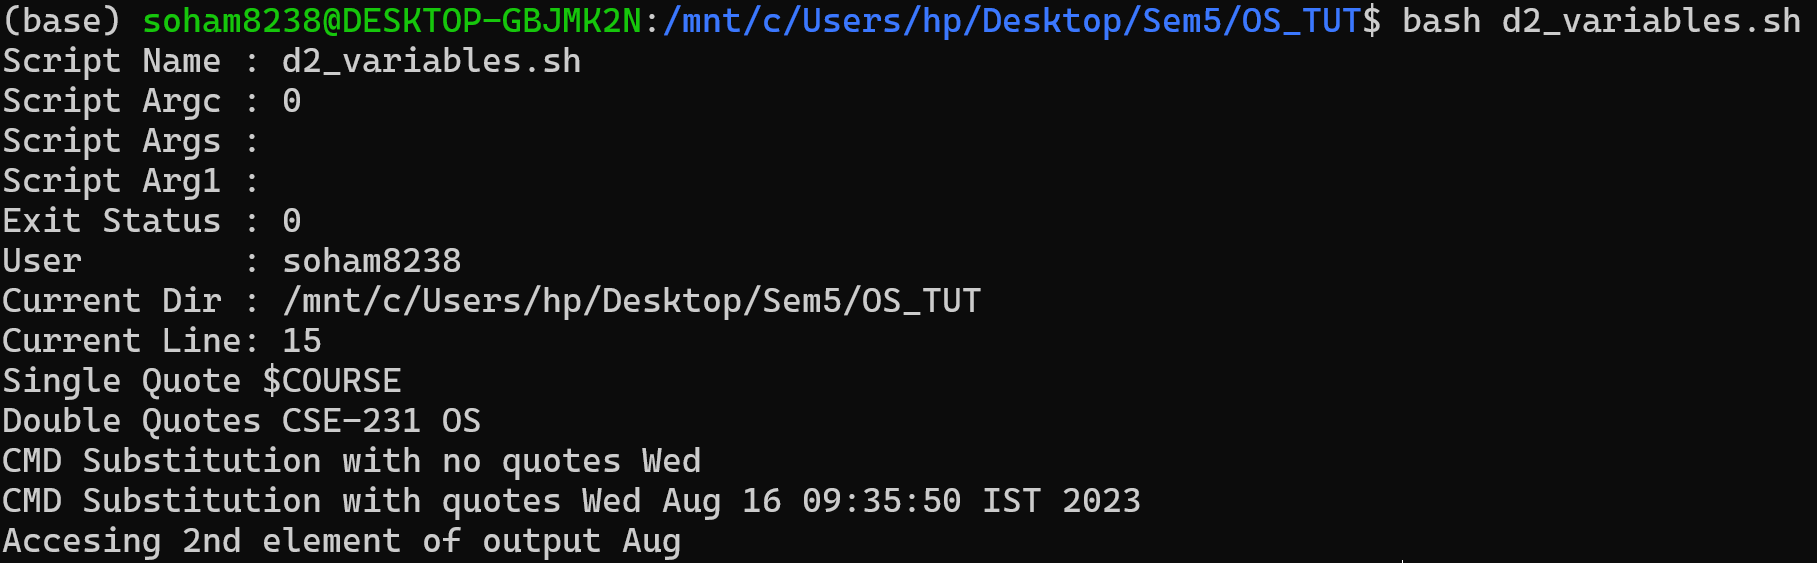 (base) soham8238@DESKTOP-GBJMK2N:/mnt/c/Users/hp/Desktop/Sem5/OS_TUT$ bash d2_variables.sh
Script Name : d2_variables.sh
Script Argc : 0
Script Args :
Script Arg1 :
Exit Status : 0
User        : soham8238
Current Dir : /mnt/c/Users/hp/Desktop/Sem5/OS_TUT
Current Line: 15
Single Quote $COURSE
Double Quotes CSE-231 OS
CMD Substitution with no quotes Wed
CMD Substitution with quotes Wed Aug 16 09:35:50 IST 2023
Accesing 2nd element of output Aug